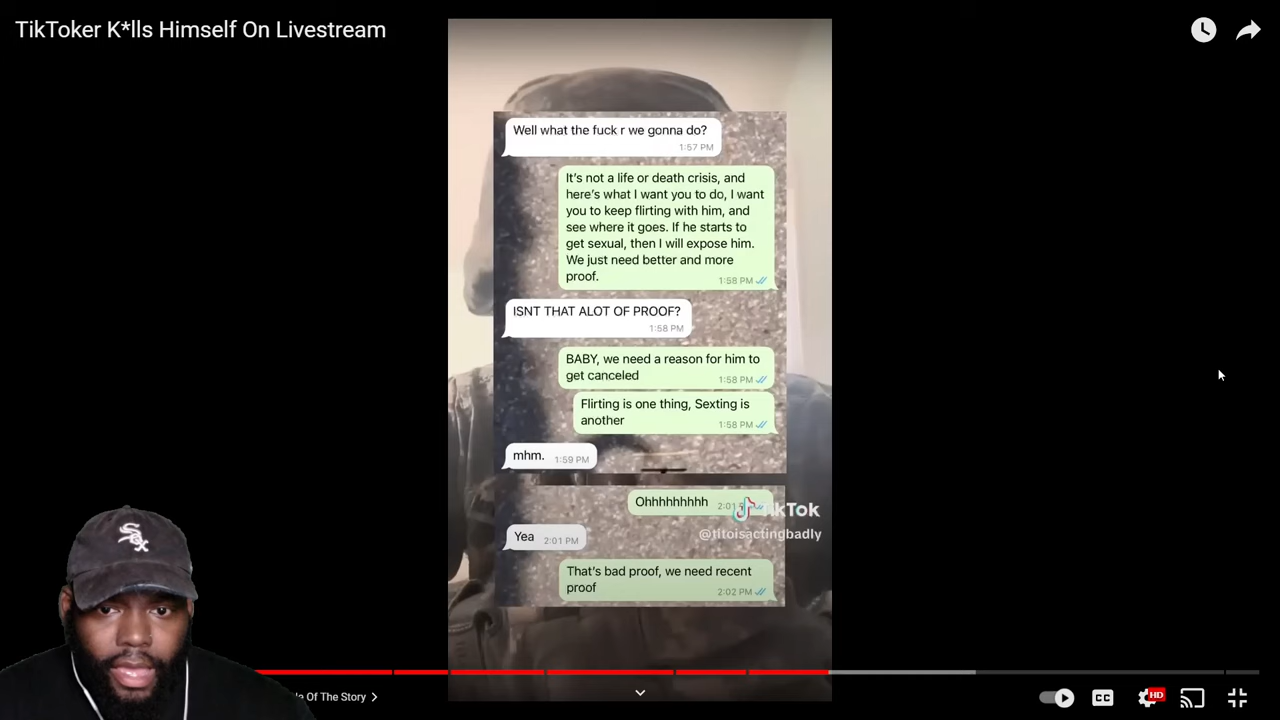 TikToker K*lls Himself On Livestream
Well what the fuck r we gonna do?
1:57 PM
It's not a life or death crisis, and
here's what I want you to do, I want
you to keep flirting with him, and
see where it goes. If he starts to
get sexual, then I will expose him.
We just need better and more
proof.
1:58 PM
ISNT THAT ALOT OF PROOF?
1:58 PM
BABY, we need a reason for him to
get canceled
1:58 PM
Flirting is one thing, Sexting is
another
1:58 PM
mhm.
1:59 PM
Ohhhhhhhhh
2:01
TikTok
@titoisactingbadly
Yea
2:01 PM
That's bad proof, we need recent
proof
2:02 PM
Of The Story
CC
HD